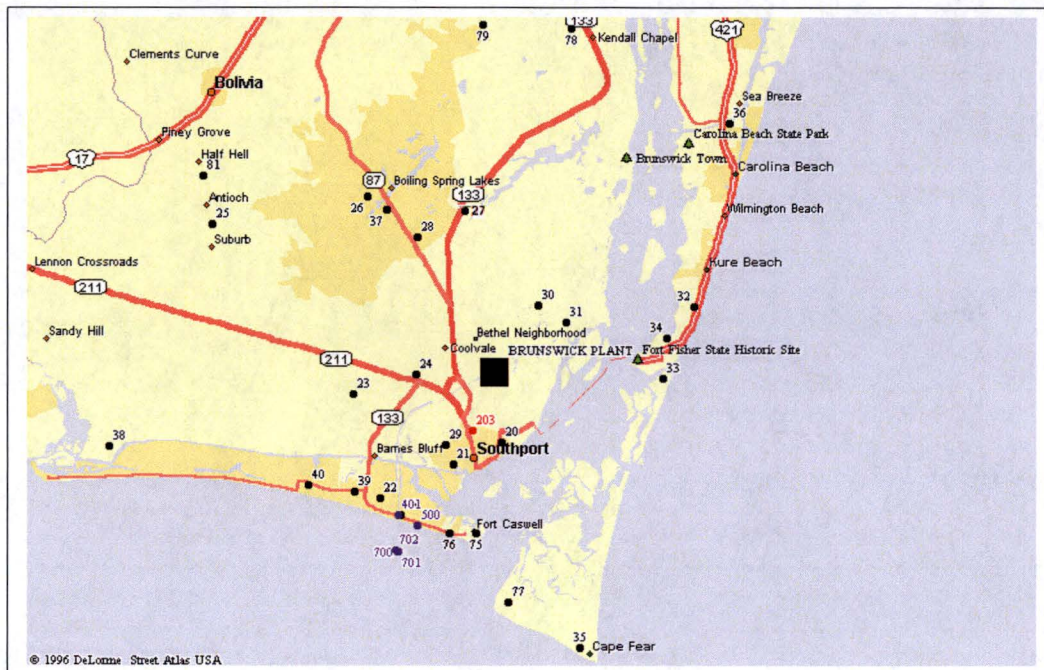 133
79
78
Kendall Chapel
421
Clements Curve
Bolivia
Sea Breeze
36
Carolina Beach State Park
Piney Grove
17
Half Hell
81
Brunswick Town
Carolina Beach
87
Boiling Spring Lakes
133
26
37
27
Antioch
25
28
Wilmington Beach
Suburb
Lennon Crossroads
211
Kure Beach
30
31
32
Sandy Hill
34
Bethel Neighborhood
211
Coolvale
BRUNSWICK PLANT
Fort Fisher State Historic Site
24
33
23
133
203
38
29
20
Barnes Bluff
Southport
21
40
39
22
401
500
Fort Caswell
702
76
75
700
701
77
35
Cape Fear
© 1996 DeLorme Street Atlas USA